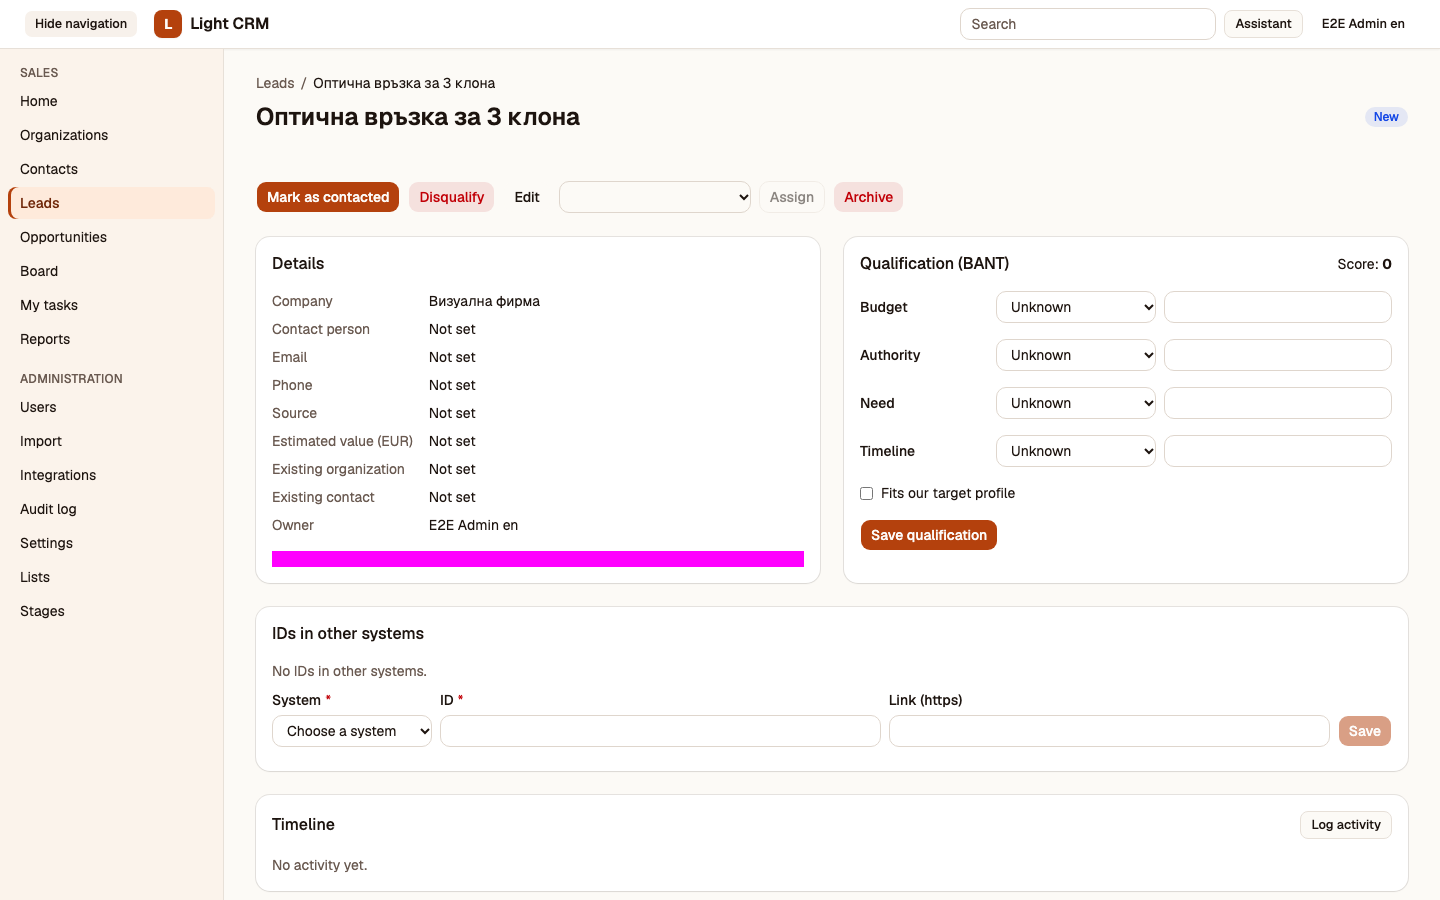 Hide navigation
L
Light CRM
Search
Assistant
E2E Admin en
SALES
Home
Organizations
Contacts
Leads
Opportunities
Board
My tasks
Reports
ADMINISTRATION
Users
Import
Integrations
Audit log
Settings
Lists
Stages
Leads / Оптична връзка за 3 клона
Оптична връзка за 3 клона
New
Mark as contacted
Disqualify
Edit
Assign
Archive
Details
Company Визуална фирма
Contact person Not set
Email Not set
Phone Not set
Source Not set
Estimated value (EUR) Not set
Existing organization Not set
Existing contact Not set
Owner E2E Admin en
Qualification (BANT)
Score: 0
Budget Unknown
Authority Unknown
Need Unknown
Timeline Unknown
Fits our target profile
Save qualification
IDs in other systems
No IDs in other systems.
System * ID * Link (https)
Choose a system
Save
Timeline
Log activity
No activity yet.